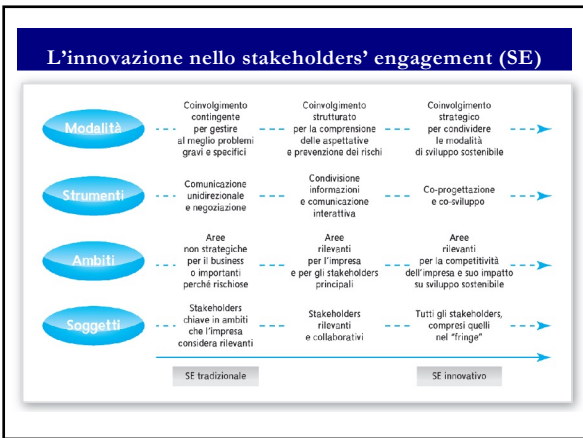 L'innovazione nello stakeholders' engagement (SE)
Modalità
Coinvolgimento
contingente
per gestire
al meglio problemi
gravi e specifici
Coinvolgimento
strutturato
per la comprensione
delle aspettative
e prevenzione dei rischi
Coinvolgimento
strategico
per condividere
le modalità
di sviluppo sostenibile
Strumenti
Comunicazione
unidirezionale
e negoziazione
Condivisione
informazioni
e comunicazione
interattiva
Co-progettazione
e co-sviluppo
Ambiti
Aree
non strategiche
per il business
o importanti
perché rischiose
Aree
rilevanti
per l'impresa
e per gli stakeholders
principali
Aree
rilevanti
per la competitività
dell'impresa e suo impatto
su sviluppo sostenibile
Soggetti
Stakeholders
chiave in ambiti
che l'impresa
considera rilevanti
Stakeholders
rilevanti
e collaborativi
Tutti gli stakeholders,
compresi quelli
nel "fringe"
SE tradizionale
SE innovativo